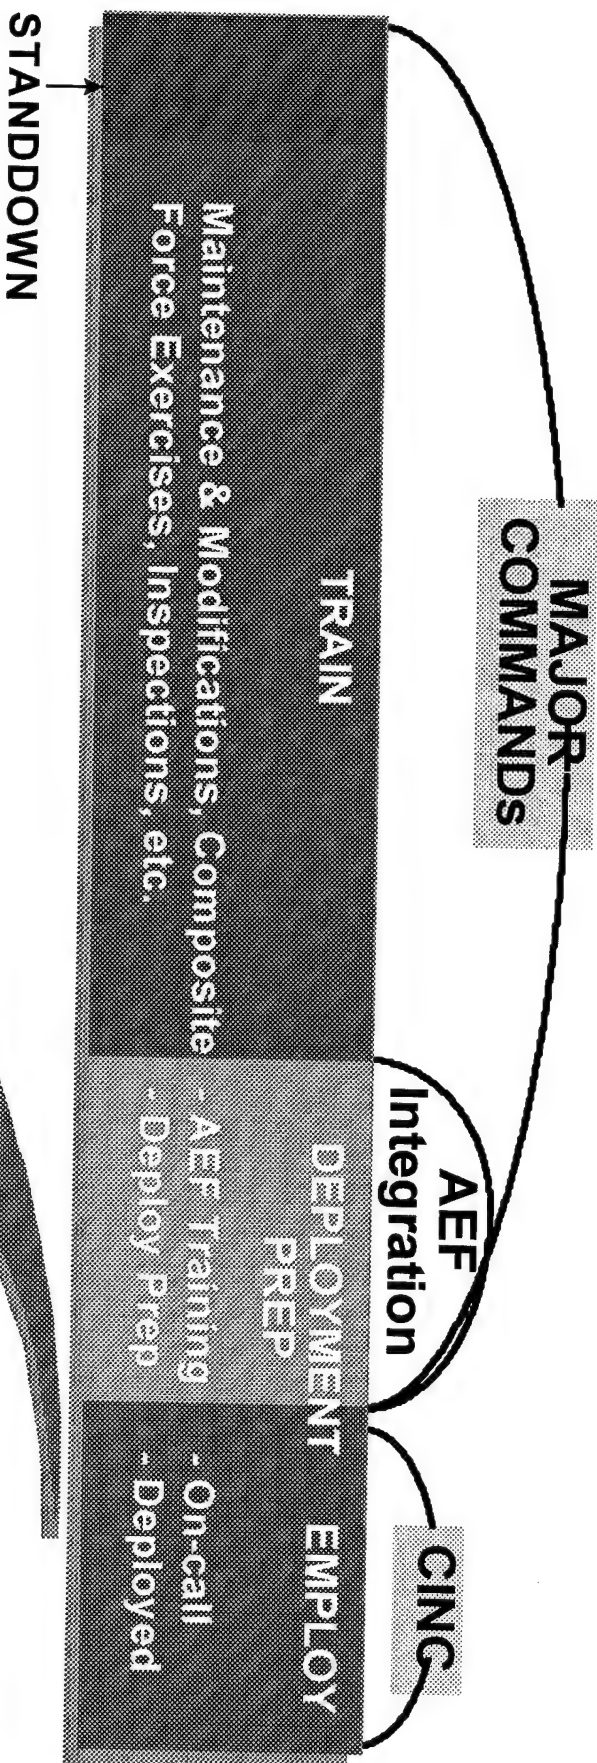 MAJOR
COMMANDs
AEF
Integration
CINC
TRAIN
Maintenance & Modifications, Composite
Force Exercises, Inspections, etc.
DEPLOYMENT
PREP
- AEF Training
- Deploy Prep
EMPLOY
- On-call
- Deployed
STANDDOWN